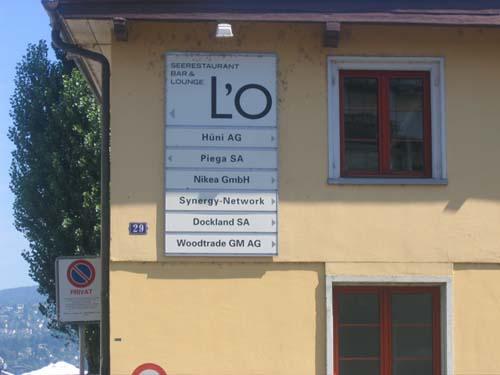 SEERESTAURANT
BAR &
LOUNGE
L'O
Hüni AG
Piega SA
Nikea GmbH
Synergy-Network
Dockland SA
Woodtrade GM AG
29
PRIVAT